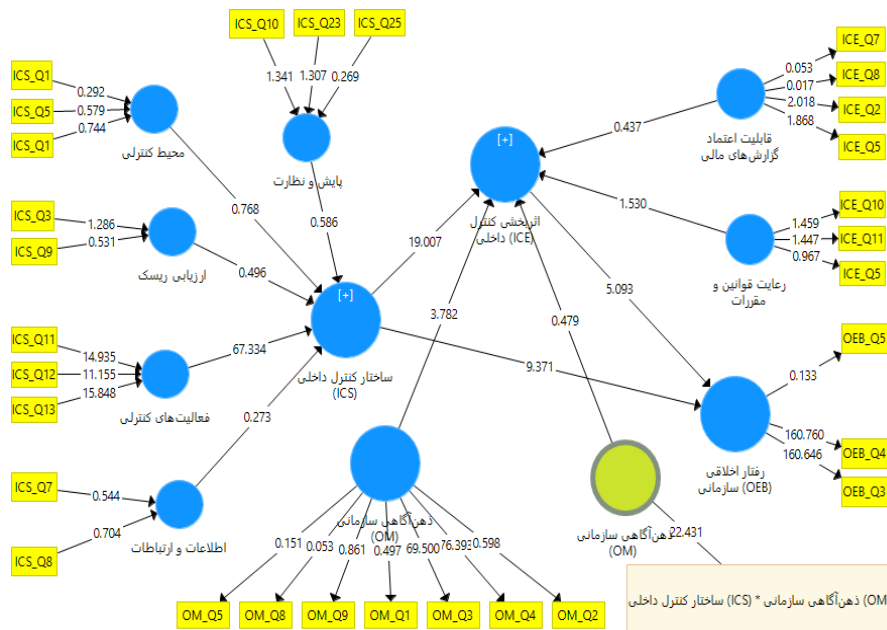 ICS_Q10
ICS_Q23
ICS_Q25
1.341
1.307
0.269
پایش و نظارت
0.586
ICS_Q1
ICS_Q5
ICS_Q1
0.292
0.579
0.744
محیط کنترلی
0.768
ICS_Q3
ICS_Q9
1.286
0.531
ارزیابی ریسک
0.496
ICS_Q11
ICS_Q12
ICS_Q13
14.935
11.155
15.848
فعالیت‌های کنترلی
67.334
ICS_Q7
ICS_Q8
0.544
0.704
اطلاعات و ارتباطات
0.273
[+]
ساختار کنترل داخلی
(ICS)
19.007
9.371
[+]
اثربخشی کنترل
داخلی (ICE)
3.782
0.479
5.093
0.437
1.530
ICE_Q7
ICE_Q8
ICE_Q2
ICE_Q5
0.053
0.017
2.018
1.868
قابلیت اعتماد
گزارش‌های مالی
ICE_Q10
ICE_Q11
ICE_Q5
1.459
1.447
0.967
رعایت قوانین و
مقررات
OEB_Q5
OEB_Q4
OEB_Q3
0.133
160.760
160.646
رفتار اخلاقی
سازمانی (OEB)
ذهن‌آگاهی سازمانی
(OM)
0.151
0.053
0.861
0.497
69.500
76.393
0.598
OM_Q5
OM_Q8
OM_Q9
OM_Q1
OM_Q3
OM_Q4
OM_Q2
ذهن‌آگاهی سازمانی
(OM)
22.431
ساختار کنترل داخلی (ICS) * ذهن‌آگاهی سازمانی (OM